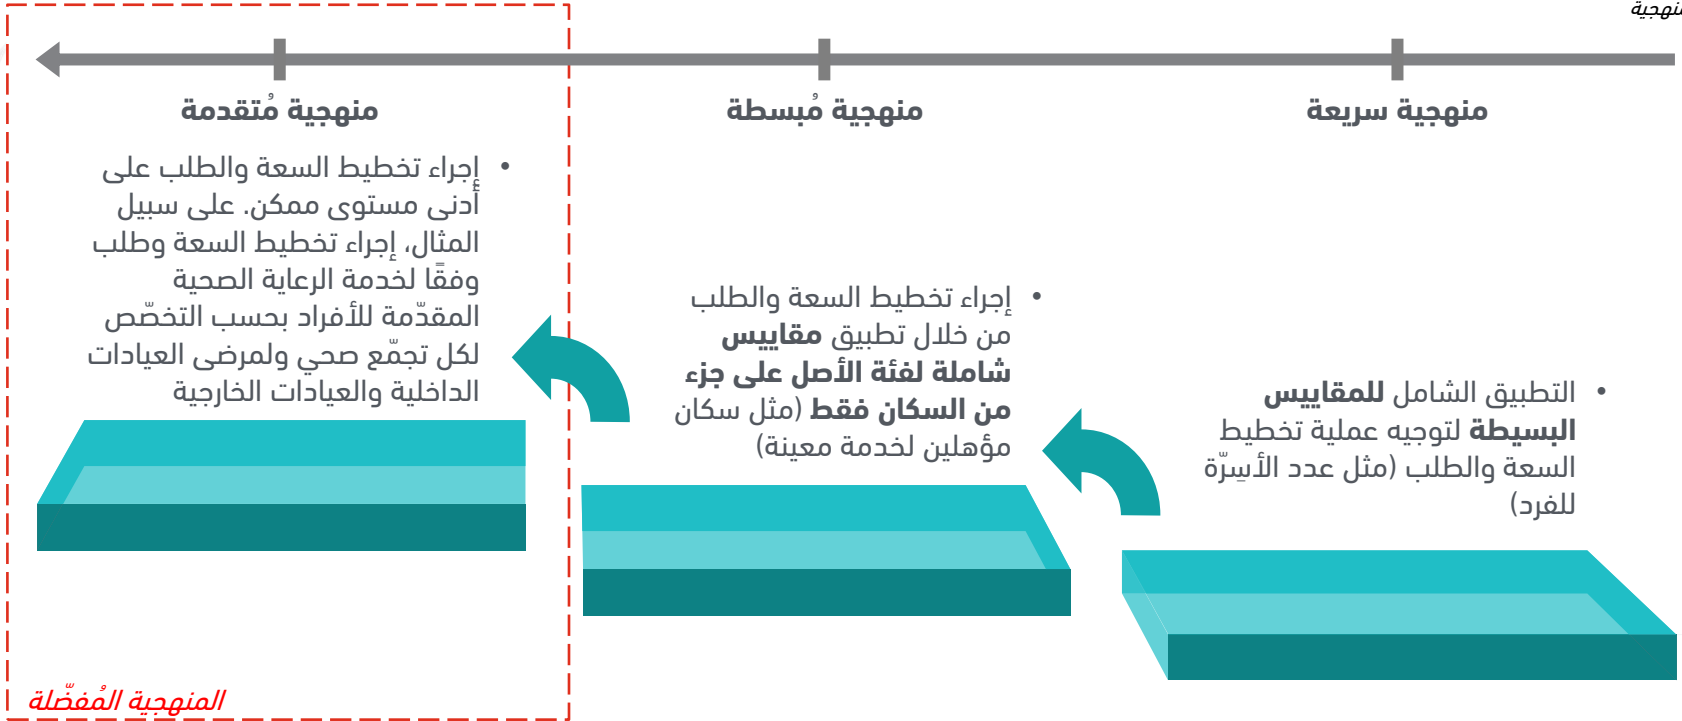 منهجية
منهجية سريعة
• التطبيق الشامل للمقاييس
البسيطة لتوجيه عملية تخطيط
السعة والطلب (مثل عدد الأسِرّة
للفرد)
منهجية مُبسطة
• إجراء تخطيط السعة والطلب
من خلال تطبيق مقاييس
شاملة لفئة الأصل على جزء
من السكان فقط (مثل سكان
مؤهلين لخدمة معينة)
منهجية مُتقدمة
• إجراء تخطيط السعة والطلب على
أدنى مستوى ممكن. على سبيل
المثال، إجراء تخطيط السعة وطلب
وفقًا لخدمة الرعاية الصحية
المقدّمة للأفراد بحسب التخصّص
لكل تجمّع صحي ولمرضى العيادات
الداخلية والعيادات الخارجية
المنهجية المُفضّلة